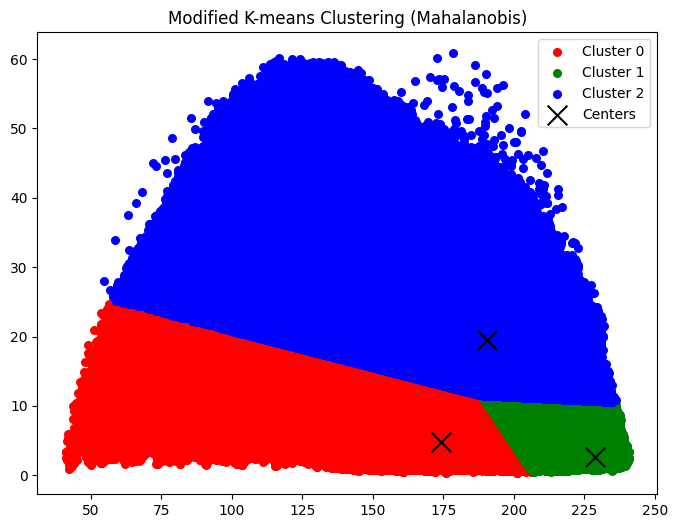 Modified K-means Clustering (Mahalanobis)
Cluster 0
Cluster 1
Cluster 2
Centers
60
50
40
30
20
10
0
50 75 100 125 150 175 200 225 250